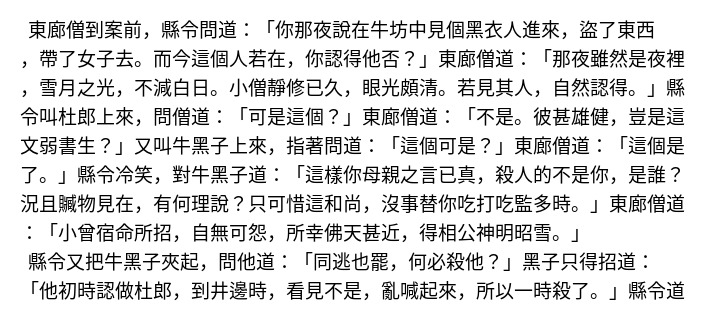 東廊僧到案前，縣令問道：「你那夜說在牛坊中見個黑衣人進來，盜了東西
，帶了女子去。而今這個人若在，你認得他否？」東廊僧道：「那夜雖然是夜裡
，雪月之光，不減白日。小僧靜修已久，眼光頗清。若見其人，自然認得。」縣
令叫杜郎上來，問僧道：「可是這個？」東廊僧道：「不是。彼甚雄健，豈是這
文弱書生？」又叫牛黑子上來，指著問道：「這個可是？」東廊僧道：「這個是
了。」縣令冷笑，對牛黑子道：「這樣你母親之言已真，殺人的不是你，是誰？
況且贓物見在，有何理說？只可惜這和尚，沒事替你吃打吃監多時。」東廊僧道
：「小曾宿命所招，自無可怨，所幸佛天甚近，得相公神明昭雪。」
縣令又把牛黑子夾起，問他道：「同逃也罷，何必殺他？」黑子只得招道：
「他初時認做杜郎，到井邊時，看見不是，亂喊起來，所以一時殺了。」縣令道